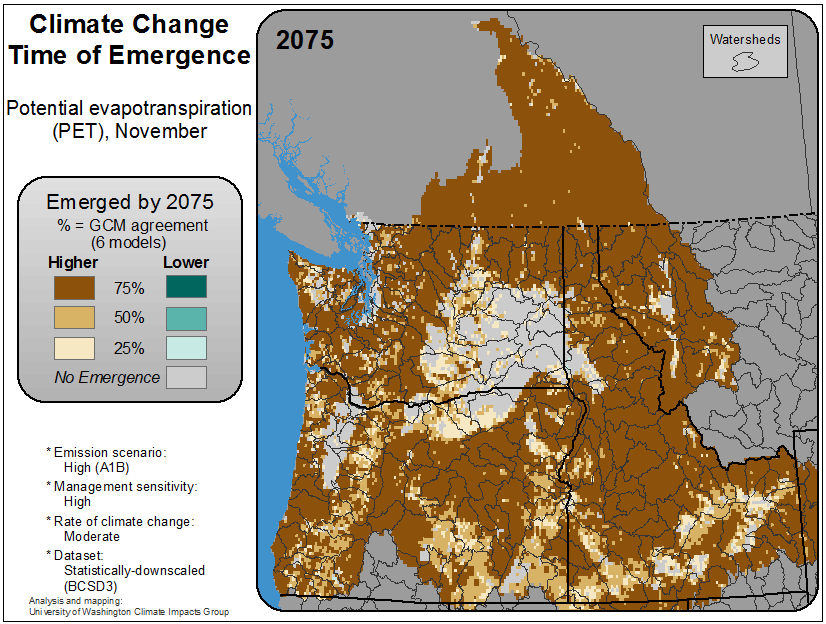 Climate Change
Time of Emergence
Potential evapotranspiration
(PET), November
Emerged by 2075
% = GCM agreement
(6 models)
Higher Lower
75%
50%
25%
No Emergence
* Emission scenario:
High (A1B)
* Management sensitivity:
High
* Rate of climate change:
Moderate
* Dataset:
Statistically-downscaled
(BCSD3)
Analysis and mapping:
University of Washington Climate Impacts Group
2075
Watersheds